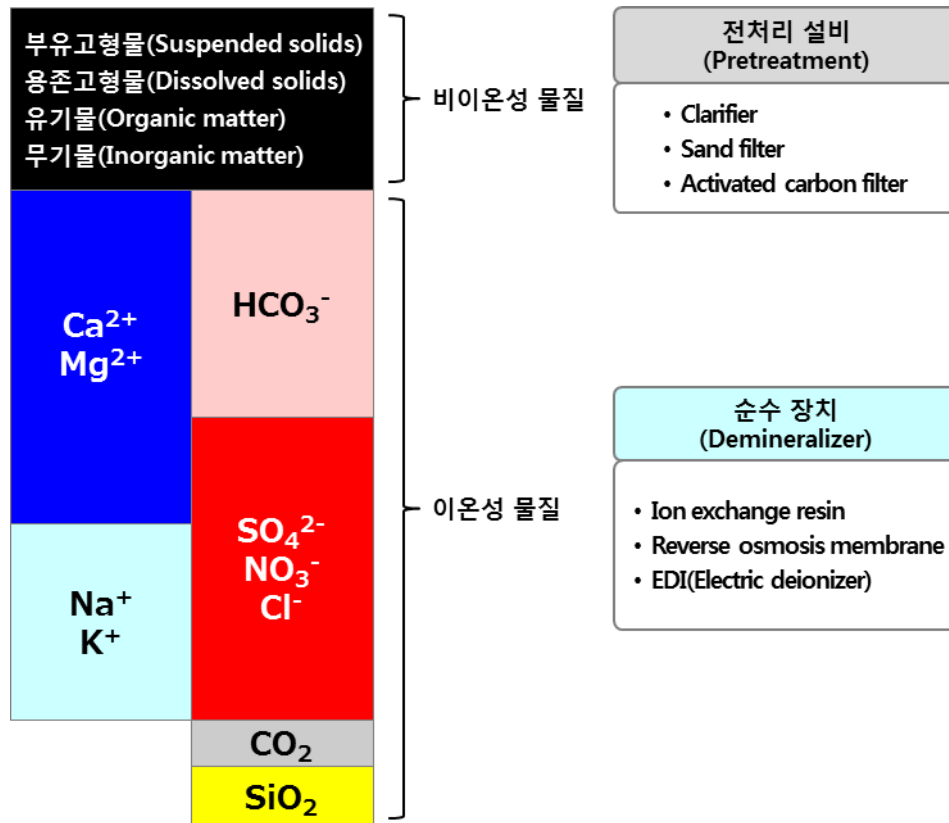 부유고형물(Suspended solids)
용존고형물(Dissolved solids)
유기물(Organic matter)
무기물(Inorganic matter)
비이온성 물질
전처리 설비
(Pretreatment)
• Clarifier
• Sand filter
• Activated carbon filter
Ca²⁺
Mg²⁺
HCO₃⁻
Na⁺
K⁺
SO₄²⁻
NO₃⁻
Cl⁻
CO₂
SiO₂
이온성 물질
순수 장치
(Demineralizer)
• Ion exchange resin
• Reverse osmosis membrane
• EDI(Electric deionizer)